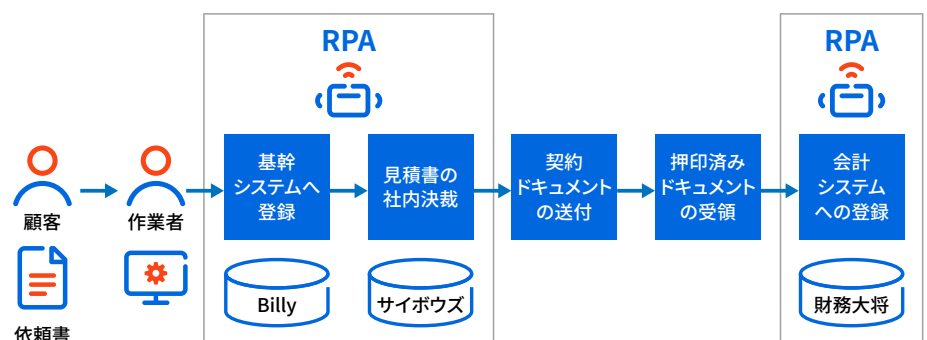 RPA
RPA
顧客
依頼書
作業者
基幹
システムへ
登録
Billy
見積書の
社内決裁
サイボウズ
契約
ドキュメント
の送付
押印済み
ドキュメント
の受領
会計
システム
への登録
財務大将